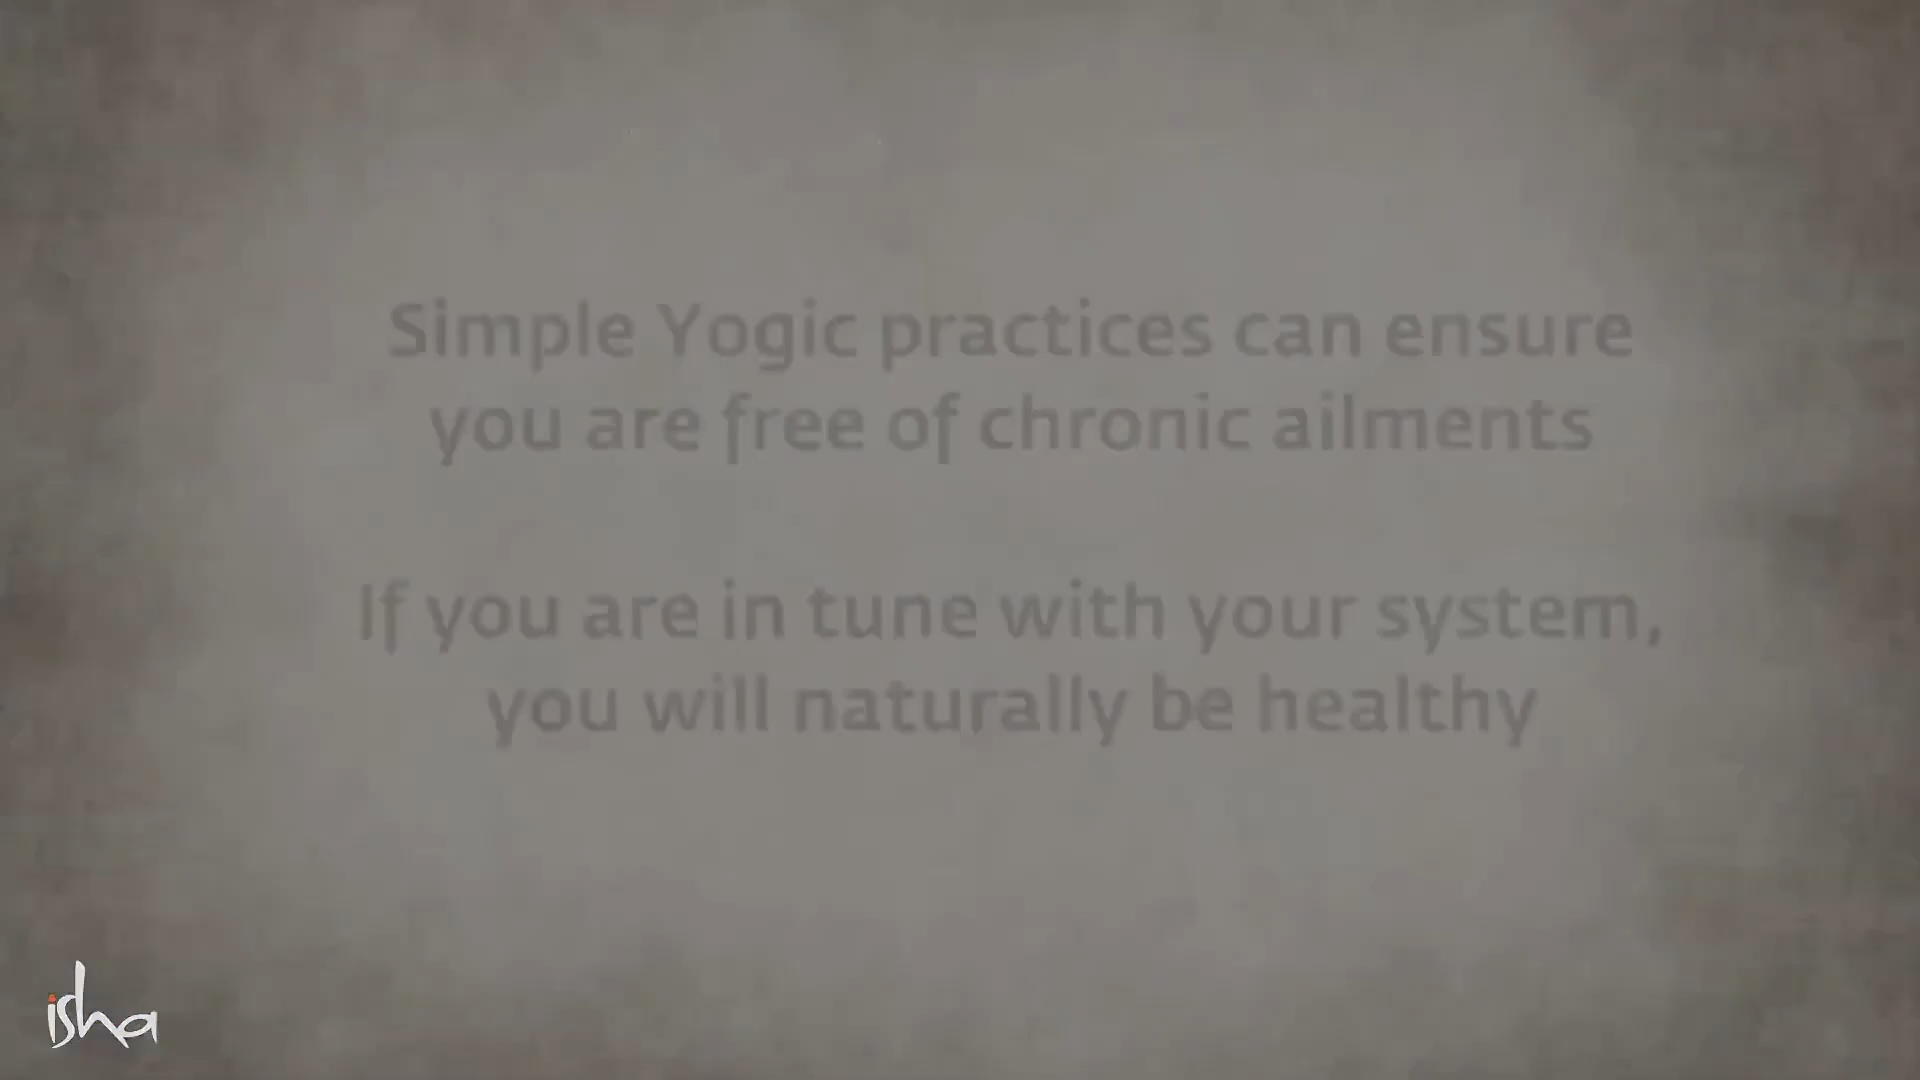 Simple Yogic practices can ensure
you are free of chronic ailments
If you are in tune with your system,
you will naturally be healthy
isha